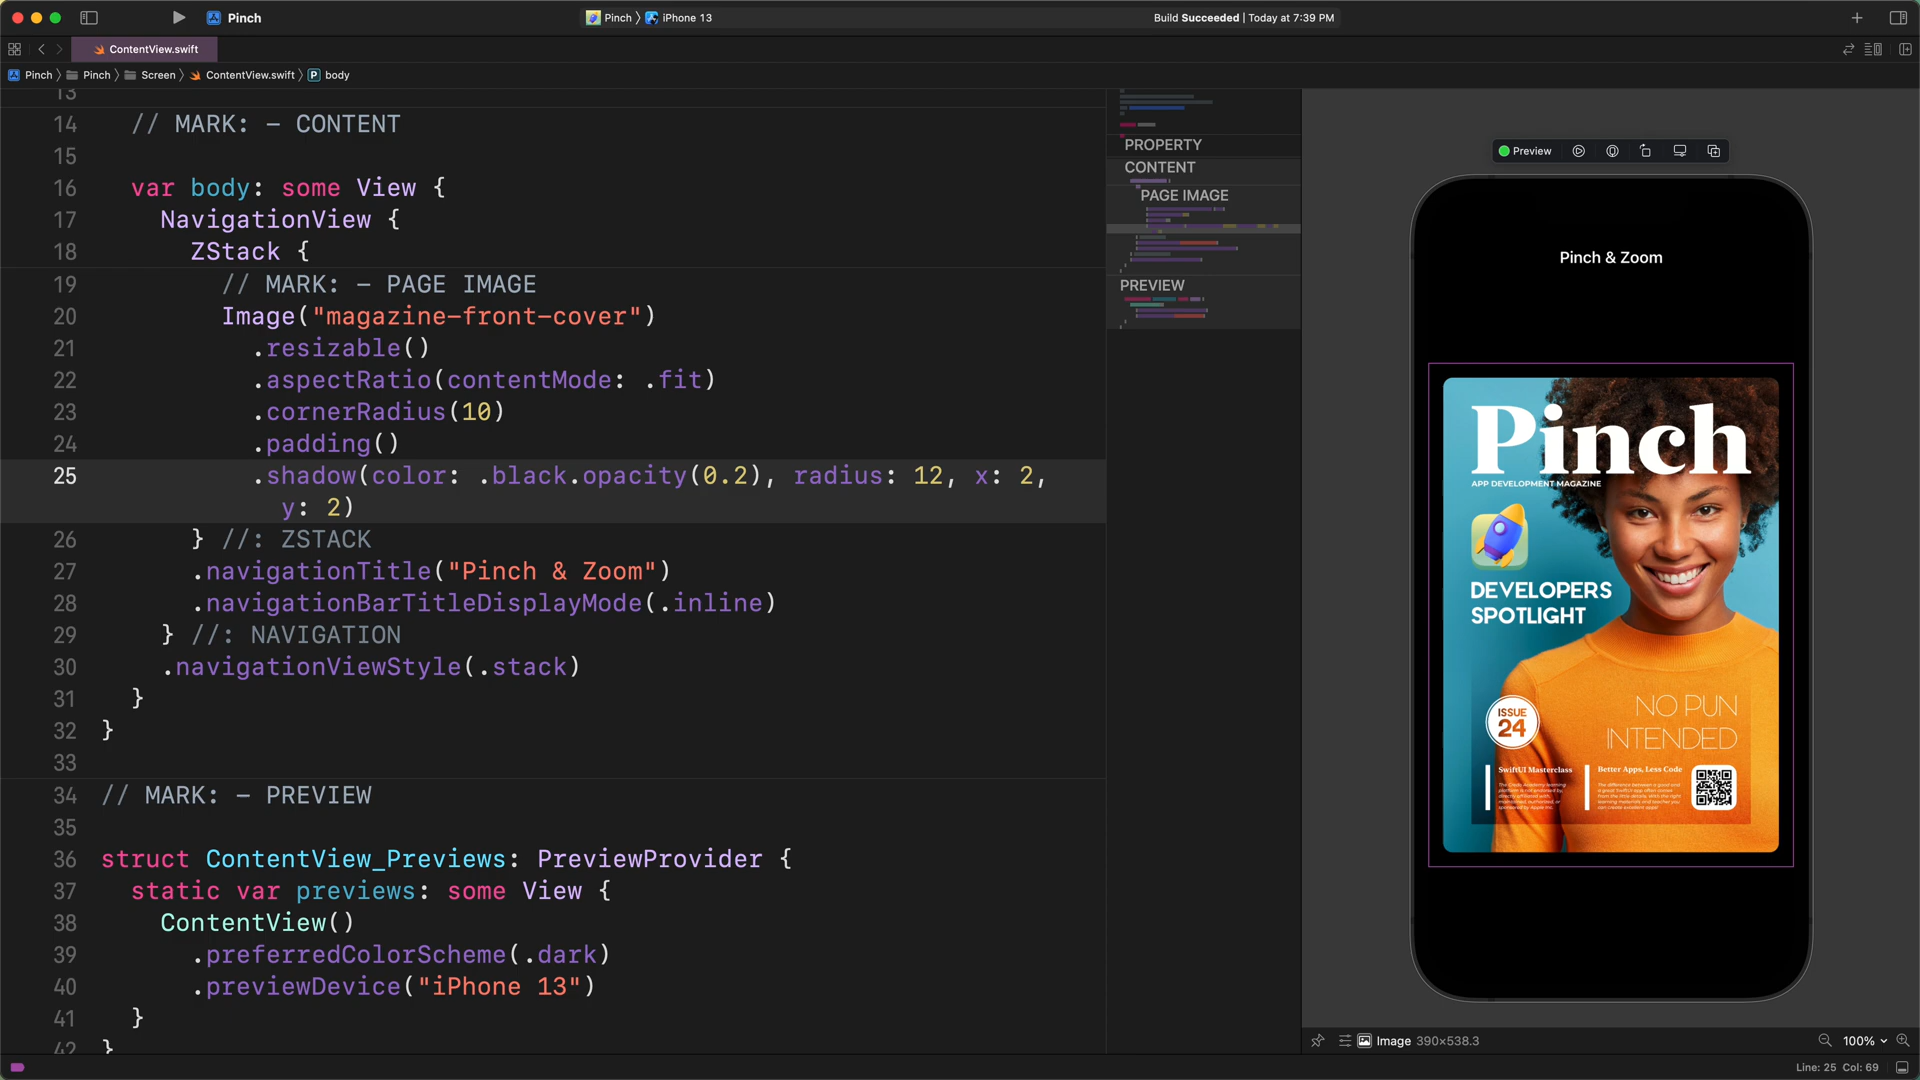 Pinch
Pinch
iPhone 13
Build Succeeded | Today at 7:39 PM
ContentView.swift
Pinch
Pinch
Screen
ContentView.swift
body
13
14 // MARK: - CONTENT
15
16 var body: some View {
17 NavigationView {
18 ZStack {
19 // MARK: - PAGE IMAGE
20 Image("magazine-front-cover")
21 .resizable()
22 .aspectRatio(contentMode: .fit)
23 .cornerRadius(10)
24 .padding()
25 .shadow(color: .black.opacity(0.2), radius: 12, x: 2,
y: 2)
26 } //: ZSTACK
27 .navigationTitle("Pinch & Zoom")
28 .navigationBarTitleDisplayMode(.inline)
29 } //: NAVIGATION
30 .navigationViewStyle(.stack)
31 }
32 }
33
34 // MARK: - PREVIEW
35
36 struct ContentView_Previews: PreviewProvider {
37 static var previews: some View {
38 ContentView()
39 .preferredColorScheme(.dark)
40 .previewDevice("iPhone 13")
41 }
42 }
PROPERTY
CONTENT
PAGE IMAGE
PREVIEW
Preview
Pinch & Zoom
Pinch
APP DEVELOPMENT MAGAZINE
DEVELOPERS
SPOTLIGHT
ISSUE
24
NO PUN
INTENDED
SwiftUI Masterclass
Better Apps, Less Code
Image 390×538.3
100%
Line: 25 Col: 69